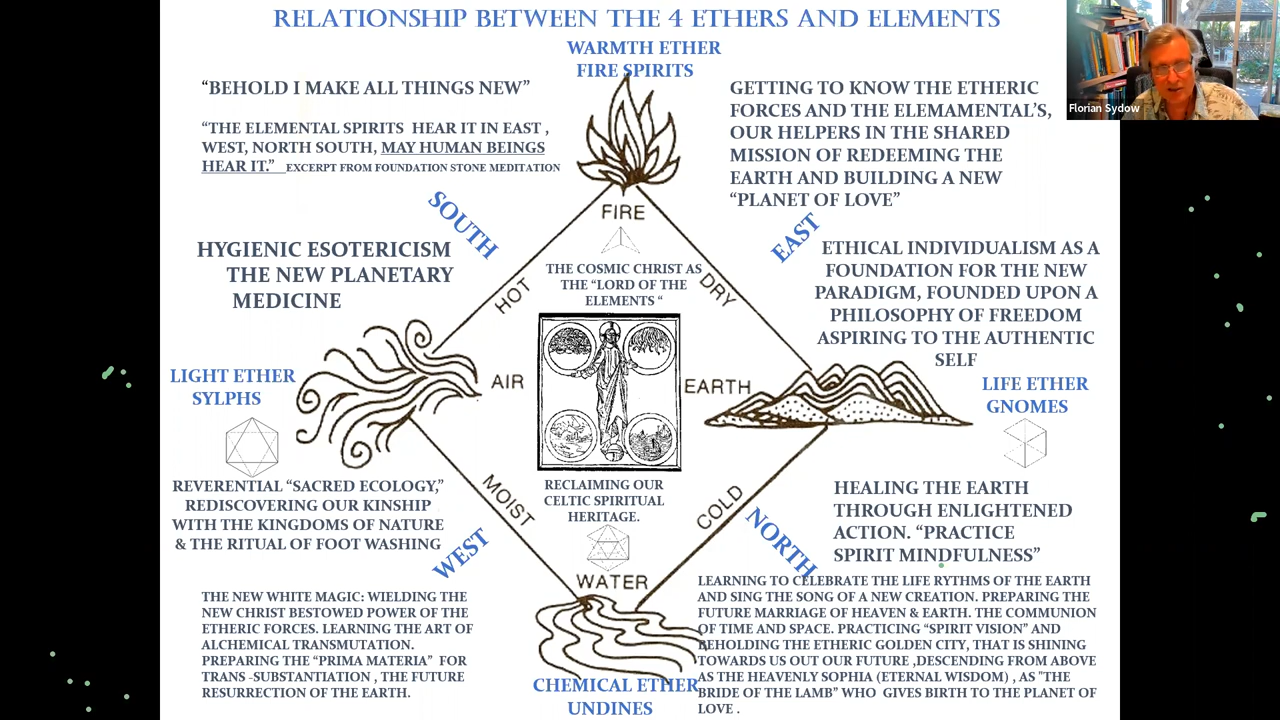 RELATIONSHIP BETWEEN THE 4 ETHERS AND ELEMENTS
WARMTH ETHER
FIRE SPIRITS
“BEHOLD I MAKE ALL THINGS NEW”
“THE ELEMENTAL SPIRITS HEAR IT IN EAST ,
WEST, NORTH SOUTH, MAY HUMAN BEINGS
HEAR IT.” EXCERPT FROM FOUNDATION STONE MEDITATION
GETTING TO KNOW THE ETHERIC
FORCES AND THE ELEMAMENTAL’S,
OUR HELPERS IN THE SHARED
MISSION OF REDEEMING THE
EARTH AND BUILDING A NEW
“PLANET OF LOVE”
Florian Sydow
SOUTH
FIRE
EAST
HYGIENIC ESOTERICISM
THE NEW PLANETARY
MEDICINE
HOT
THE COSMIC CHRIST AS
THE “LORD OF THE
ELEMENTS “
DRY
ETHICAL INDIVIDUALISM AS A
FOUNDATION FOR THE NEW
PARADIGM, FOUNDED UPON A
PHILOSOPHY OF FREEDOM
ASPIRING TO THE AUTHENTIC
SELF
LIGHT ETHER
SYLPHS
AIR
EARTH
LIFE ETHER
GNOMES
REVERENTIAL “SACRED ECOLOGY,”
REDISCOVERING OUR KINSHIP
WITH THE KINGDOMS OF NATURE
& THE RITUAL OF FOOT WASHING
MOIST
RECLAIMING OUR
CELTIC SPIRITUAL
HERITAGE.
COLD
HEALING THE EARTH
THROUGH ENLIGHTENED
ACTION. “PRACTICE
SPIRIT MINDFULNESS”
WEST
NORTH
WATER
THE NEW WHITE MAGIC: WIELDING THE
NEW CHRIST BESTOWED POWER OF THE
ETHERIC FORCES. LEARNING THE ART OF
ALCHEMICAL TRANSMUTATION.
PREPARING THE “PRIMA MATERIA” FOR
TRANS -SUBSTANTIATION , THE FUTURE
RESURRECTION OF THE EARTH.
LEARNING TO CELEBRATE THE LIFE RYTHMS OF THE EARTH
AND SING THE SONG OF A NEW CREATION. PREPARING THE
FUTURE MARRIAGE OF HEAVEN & EARTH. THE COMMUNION
OF TIME AND SPACE. PRACTICING “SPIRIT VISION” AND
BEHOLDING THE ETHERIC GOLDEN CITY, THAT IS SHINING
TOWARDS US OUT OUR FUTURE ,DESCENDING FROM ABOVE
AS THE HEAVENLY SOPHIA (ETERNAL WISDOM) , AS "THE
BRIDE OF THE LAMB” WHO GIVES BIRTH TO THE PLANET OF
LOVE .
CHEMICAL ETHER
UNDINES